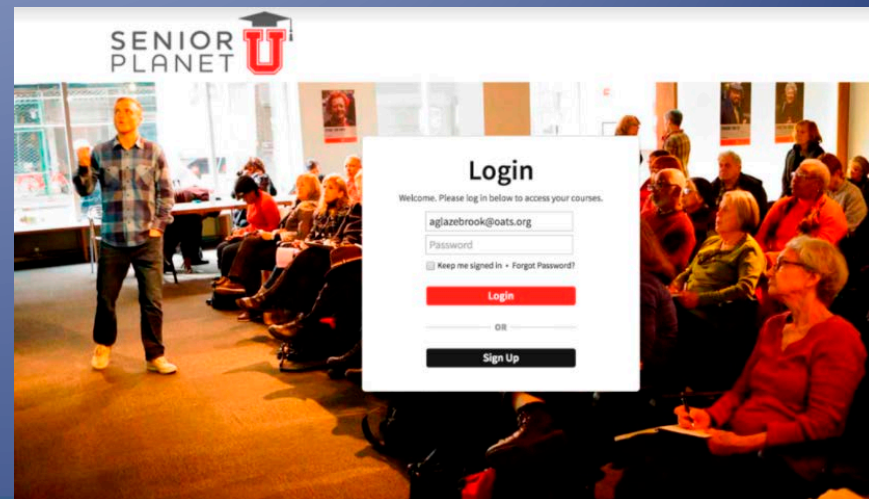 SENIOR
PLANET U
Login
Welcome. Please log in below to access your courses.
aglazebrook@oats.org
Password
Keep me signed in • Forgot Password?
Login
OR
Sign Up